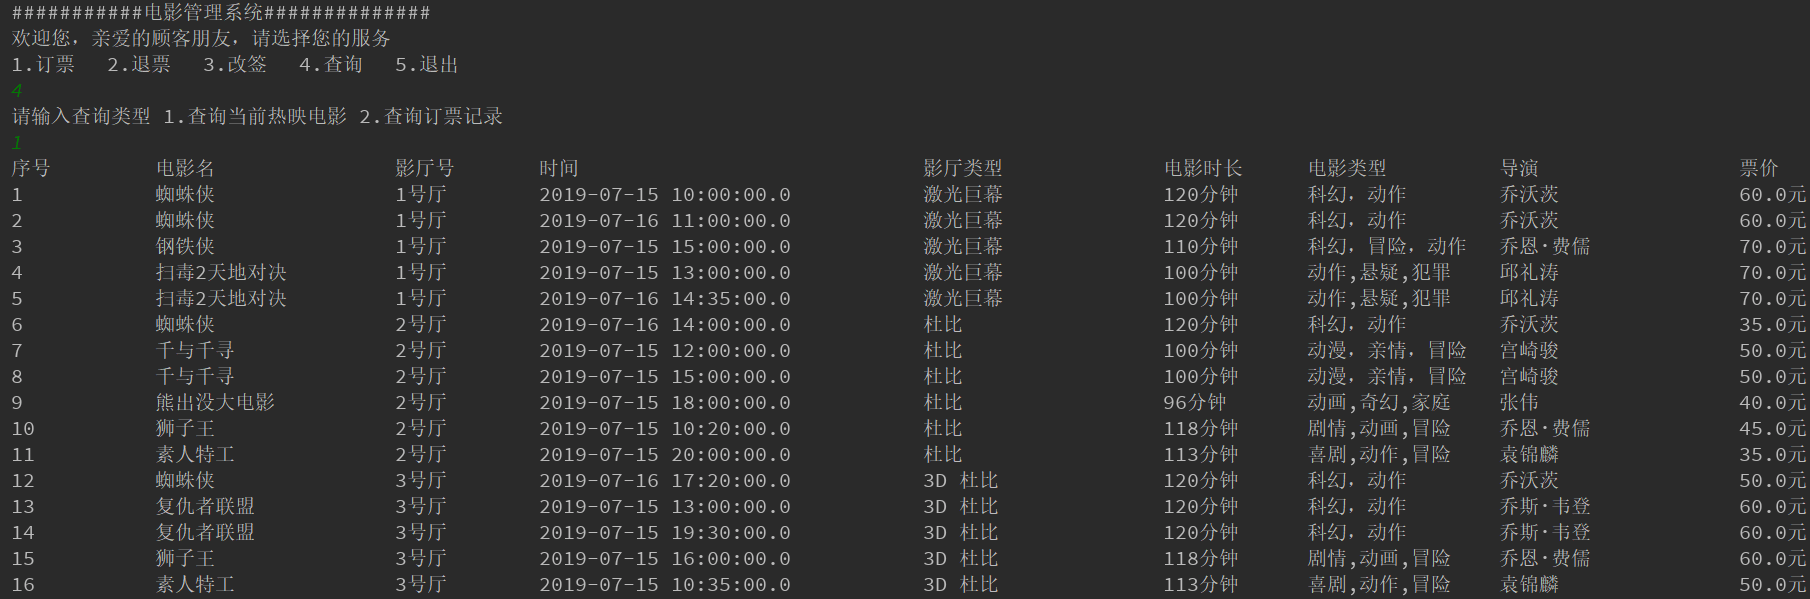 ###########电影管理系统##############
欢迎您，亲爱的顾客朋友，请选择您的服务
1.订票 2.退票 3.改签 4.查询 5.退出
4
请输入查询类型 1.查询当前热映电影 2.查询订票记录
1
序号 电影名 影厅号 时间 影厅类型 电影时长 电影类型 导演 票价
1 蜘蛛侠 1号厅 2019-07-15 10:00:00.0 激光巨幕 120分钟 科幻，动作 乔沃茨 60.0元
2 蜘蛛侠 1号厅 2019-07-16 11:00:00.0 激光巨幕 120分钟 科幻，动作 乔沃茨 60.0元
3 钢铁侠 1号厅 2019-07-15 15:00:00.0 激光巨幕 110分钟 科幻，冒险，动作 乔恩·费儒 70.0元
4 扫毒2天地对决 1号厅 2019-07-15 13:00:00.0 激光巨幕 100分钟 动作,悬疑,犯罪 邱礼涛 70.0元
5 扫毒2天地对决 1号厅 2019-07-16 14:35:00.0 激光巨幕 100分钟 动作,悬疑,犯罪 邱礼涛 70.0元
6 蜘蛛侠 2号厅 2019-07-16 14:00:00.0 杜比 120分钟 科幻，动作 乔沃茨 35.0元
7 千与千寻 2号厅 2019-07-15 12:00:00.0 杜比 100分钟 动漫，亲情，冒险 宫崎骏 50.0元
8 千与千寻 2号厅 2019-07-15 15:00:00.0 杜比 100分钟 动漫，亲情，冒险 宫崎骏 50.0元
9 熊出没大电影 2号厅 2019-07-15 18:00:00.0 杜比 96分钟 动画,奇幻,家庭 张伟 40.0元
10 狮子王 2号厅 2019-07-15 10:20:00.0 杜比 118分钟 剧情,动画,冒险 乔恩·费儒 45.0元
11 素人特工 2号厅 2019-07-15 20:00:00.0 杜比 113分钟 喜剧,动作,冒险 袁锦麟 35.0元
12 蜘蛛侠 3号厅 2019-07-16 17:20:00.0 3D 杜比 120分钟 科幻，动作 乔沃茨 50.0元
13 复仇者联盟 3号厅 2019-07-15 13:00:00.0 3D 杜比 120分钟 科幻，动作 乔斯·韦登 60.0元
14 复仇者联盟 3号厅 2019-07-15 19:30:00.0 3D 杜比 120分钟 科幻，动作 乔斯·韦登 60.0元
15 狮子王 3号厅 2019-07-15 16:00:00.0 3D 杜比 118分钟 剧情,动画,冒险 乔恩·费儒 60.0元
16 素人特工 3号厅 2019-07-15 10:35:00.0 3D 杜比 113分钟 喜剧,动作,冒险 袁锦麟 50.0元